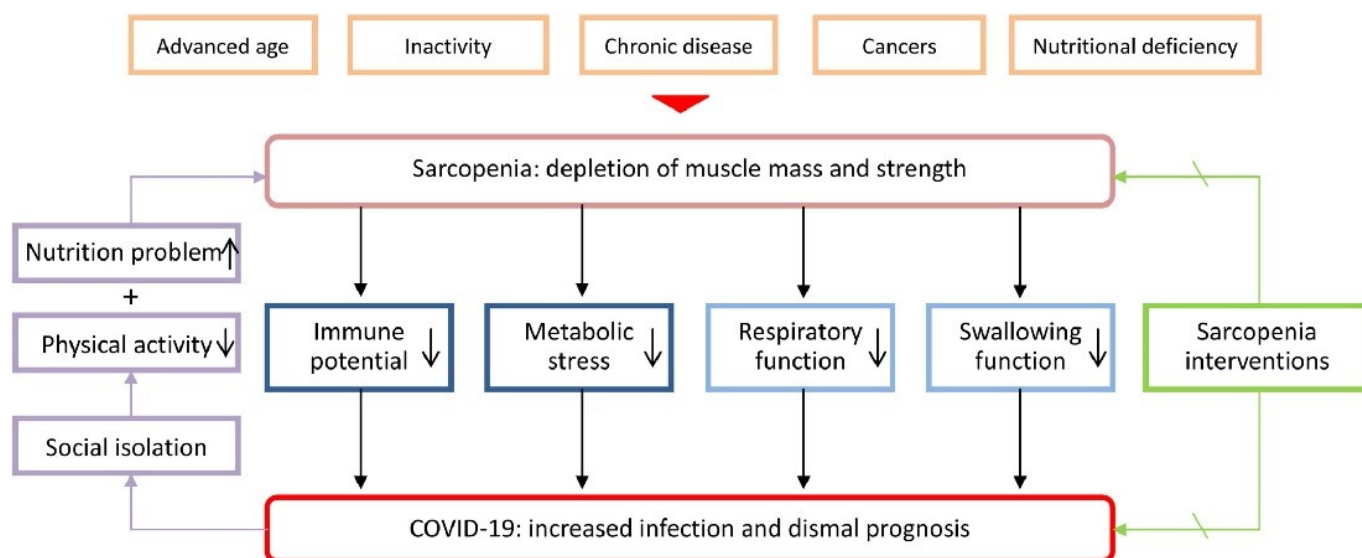 Advanced age
Inactivity
Chronic disease
Cancers
Nutritional deficiency
Sarcopenia: depletion of muscle mass and strength
Nutrition problem↑
+
Physical activity↓
Social isolation
Immune
potential ↓
Metabolic
stress ↓
Respiratory
function ↓
Swallowing
function ↓
Sarcopenia
interventions
COVID-19: increased infection and dismal prognosis